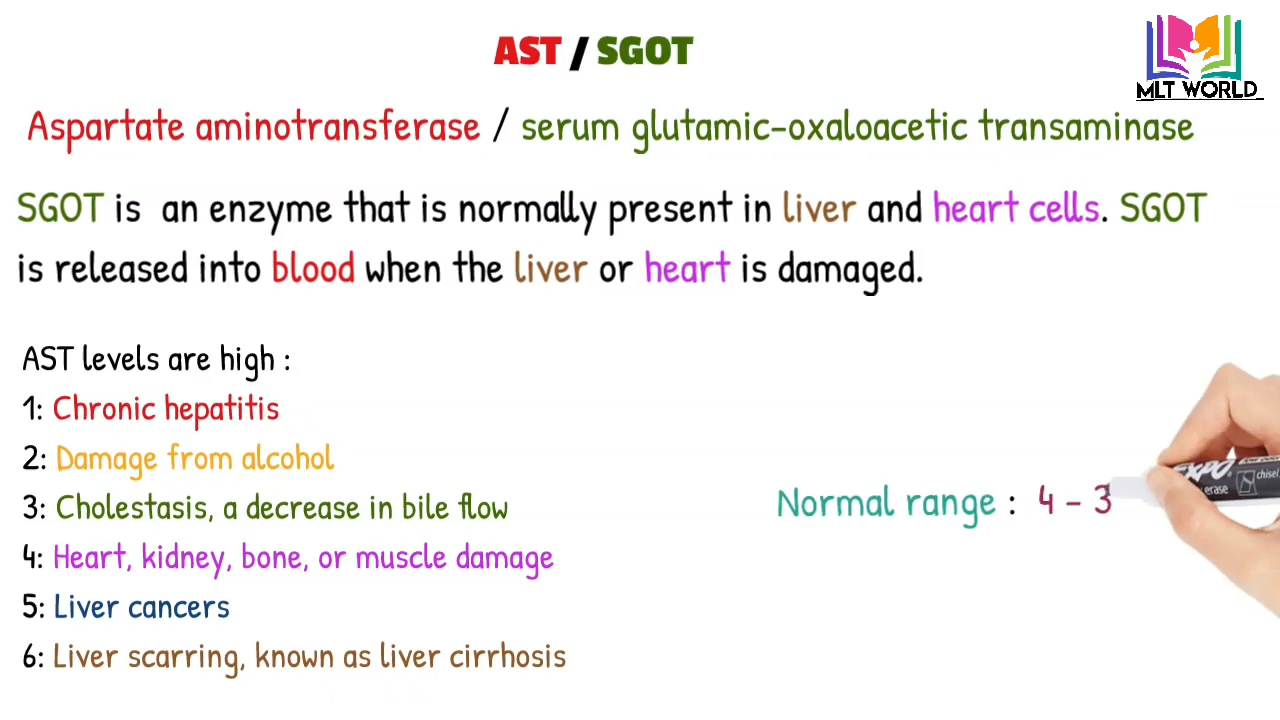 AST / SGOT
MLT WORLD
Aspartate aminotransferase / serum glutamic-oxaloacetic transaminase
SGOT is an enzyme that is normally present in liver and heart cells. SGOT
is released into blood when the liver or heart is damaged.
AST levels are high :
1: Chronic hepatitis
2: Damage from alcohol
3: Cholestasis, a decrease in bile flow
4: Heart, kidney, bone, or muscle damage
5: Liver cancers
6: Liver scarring, known as liver cirrhosis
Normal range : 4 - 3
EXPO
chisel
erase